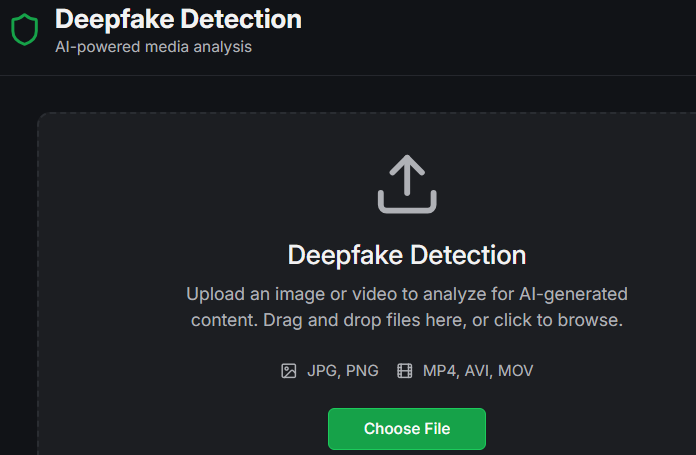 Deepfake Detection
AI-powered media analysis
Deepfake Detection
Upload an image or video to analyze for AI-generated
content. Drag and drop files here, or click to browse.
JPG, PNG MP4, AVI, MOV
Choose File